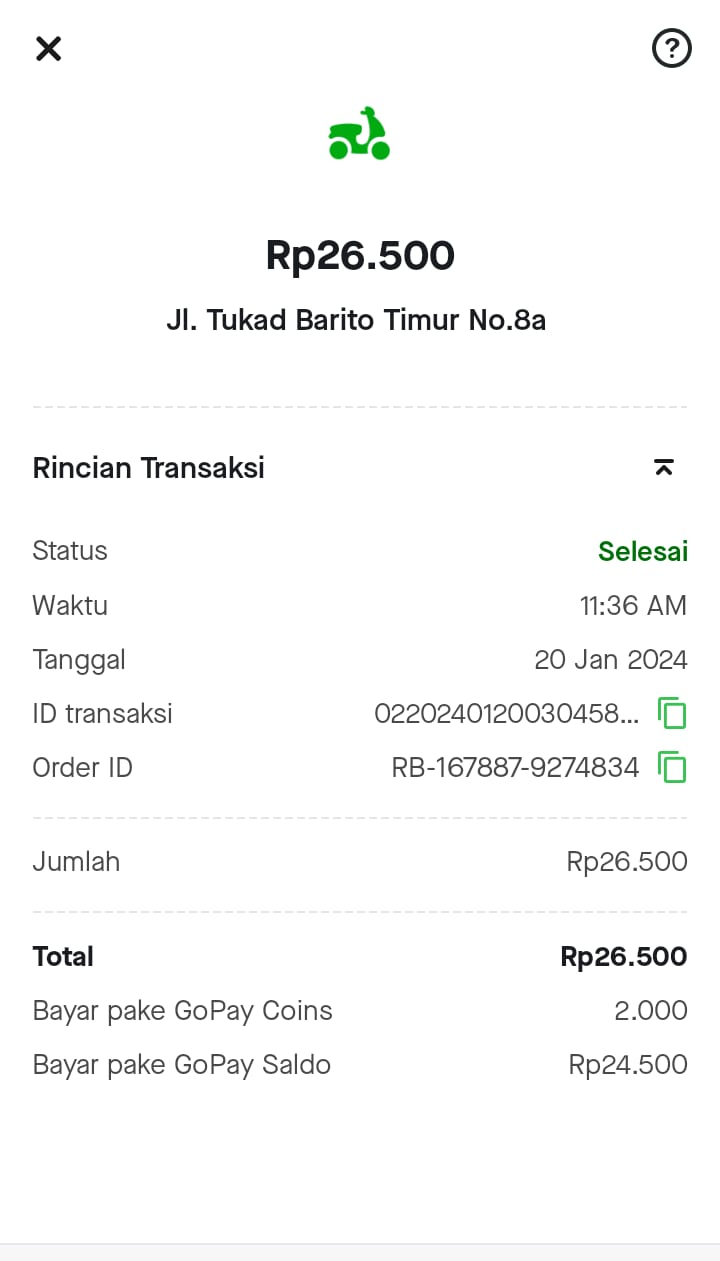 Rp26.500
Jl. Tukad Barito Timur No.8a
Rincian Transaksi
Status Selesai
Waktu 11:36 AM
Tanggal 20 Jan 2024
ID transaksi 0220240120030458...
Order ID RB-167887-9274834
Jumlah Rp26.500
Total Rp26.500
Bayar pake GoPay Coins 2.000
Bayar pake GoPay Saldo Rp24.500